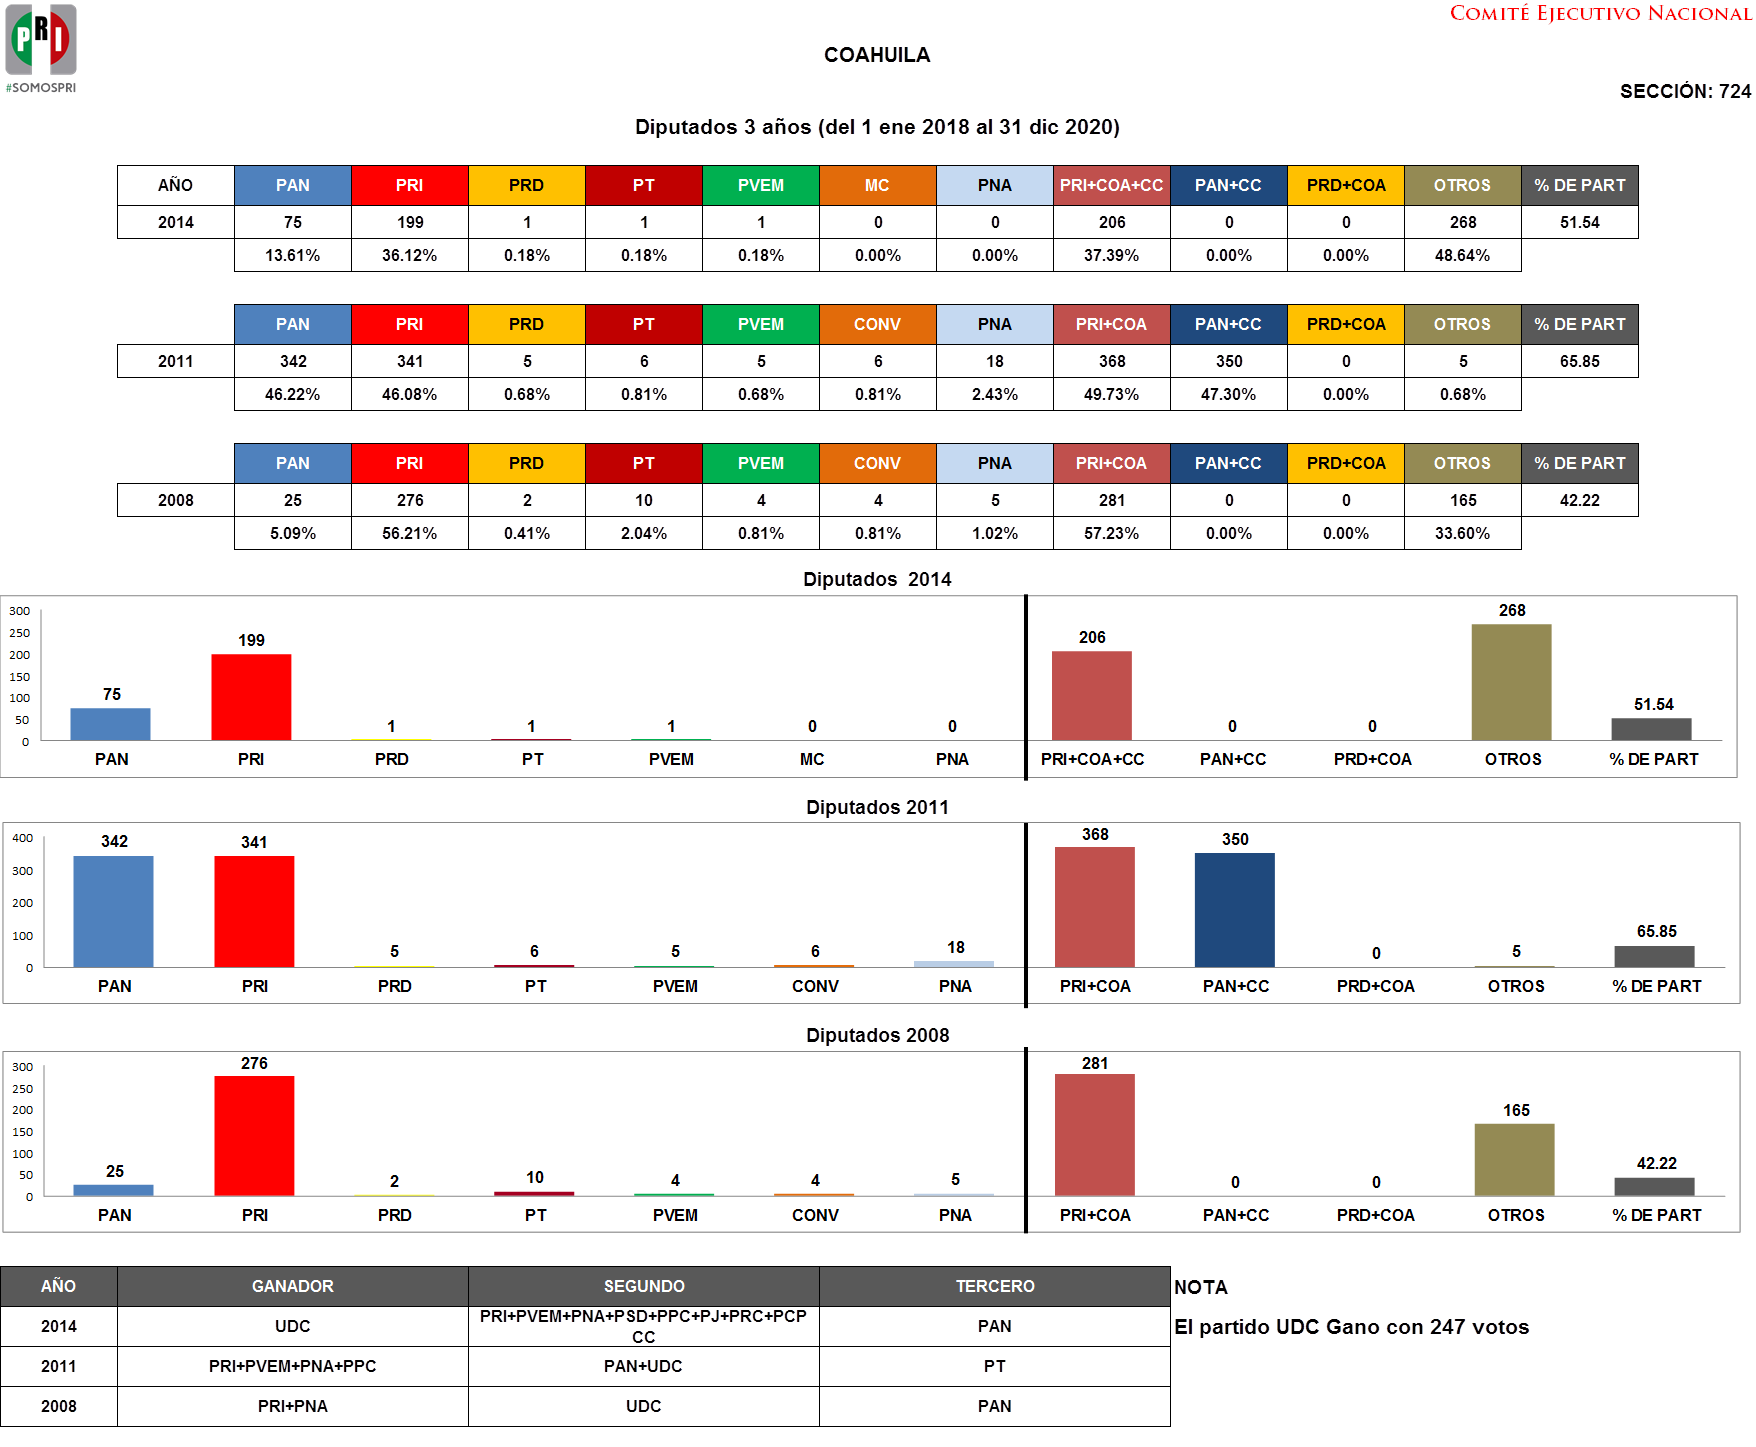 PRI
#SOMOSPRI
COMITÉ EJECUTIVO NACIONAL
COAHUILA
SECCIÓN: 724
Diputados 3 años (del 1 ene 2018 al 31 dic 2020)
AÑO PAN PRI PRD PT PVEM MC PNA PRI+COA+CC PAN+CC PRD+COA OTROS % DE PART
2014 75 199 1 1 1 0 0 206 0 0 268 51.54
13.61% 36.12% 0.18% 0.18% 0.18% 0.00% 0.00% 37.39% 0.00% 0.00% 48.64%
PAN PRI PRD PT PVEM CONV PNA PRI+COA PAN+CC PRD+COA OTROS % DE PART
2011 342 341 5 6 5 6 18 368 350 0 5 65.85
46.22% 46.08% 0.68% 0.81% 0.68% 0.81% 2.43% 49.73% 47.30% 0.00% 0.68%
PAN PRI PRD PT PVEM CONV PNA PRI+COA PAN+CC PRD+COA OTROS % DE PART
2008 25 276 2 10 4 4 5 281 0 0 165 42.22
5.09% 56.21% 0.41% 2.04% 0.81% 0.81% 1.02% 57.23% 0.00% 0.00% 33.60%
Diputados 2014
300
250
200
150
100
50
0
75 199 1 1 1 0 0 206 0 0 268 51.54
PAN PRI PRD PT PVEM MC PNA PRI+COA+CC PAN+CC PRD+COA OTROS % DE PART
Diputados 2011
400
300
200
100
0
342 341 5 6 5 6 18 368 350 0 5 65.85
PAN PRI PRD PT PVEM CONV PNA PRI+COA PAN+CC PRD+COA OTROS % DE PART
Diputados 2008
300
250
200
150
100
50
0
25 276 2 10 4 4 5 281 0 0 165 42.22
PAN PRI PRD PT PVEM CONV PNA PRI+COA PAN+CC PRD+COA OTROS % DE PART
AÑO GANADOR SEGUNDO TERCERO
2014 UDC PRI+PVEM+PNA+PSD+PPC+PJ+PRC+PCP
CC PAN
2011 PRI+PVEM+PNA+PPC PAN+UDC PT
2008 PRI+PNA UDC PAN
NOTA
El partido UDC Gano con 247 votos